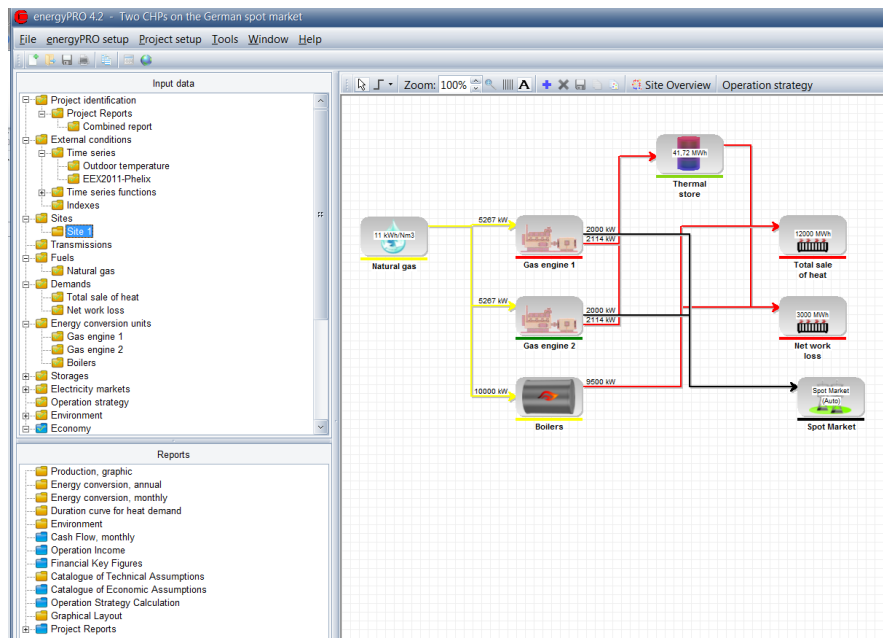 energyPRO 4.2 - Two CHPs on the German spot market
File energyPRO setup Project setup Tools Window Help
Input data
Project identification
Project Reports
Combined report
External conditions
Time series
Outdoor temperature
EEX2011-Phelix
Time series functions
Indexes
Sites
Site 1
Transmissions
Fuels
Natural gas
Demands
Total sale of heat
Net work loss
Energy conversion units
Gas engine 1
Gas engine 2
Boilers
Storages
Electricity markets
Operation strategy
Environment
Economy
Reports
Production, graphic
Energy conversion, annual
Energy conversion, monthly
Duration curve for heat demand
Environment
Cash Flow, monthly
Operation Income
Financial Key Figures
Catalogue of Technical Assumptions
Catalogue of Economic Assumptions
Operation Strategy Calculation
Graphical Layout
Project Reports
Zoom: 100% A Site Overview Operation strategy
41,72 MWh
Thermal
store
11 kWh/Nm3
Natural gas
5267 kW
2000 kW
2114 kW
Gas engine 1
12000 MWh
Total sale
of heat
5267 kW
2000 kW
2114 kW
Gas engine 2
3000 MWh
Net work
loss
10000 kW
9500 kW
Boilers
Spot Market
(Auto)
Spot Market